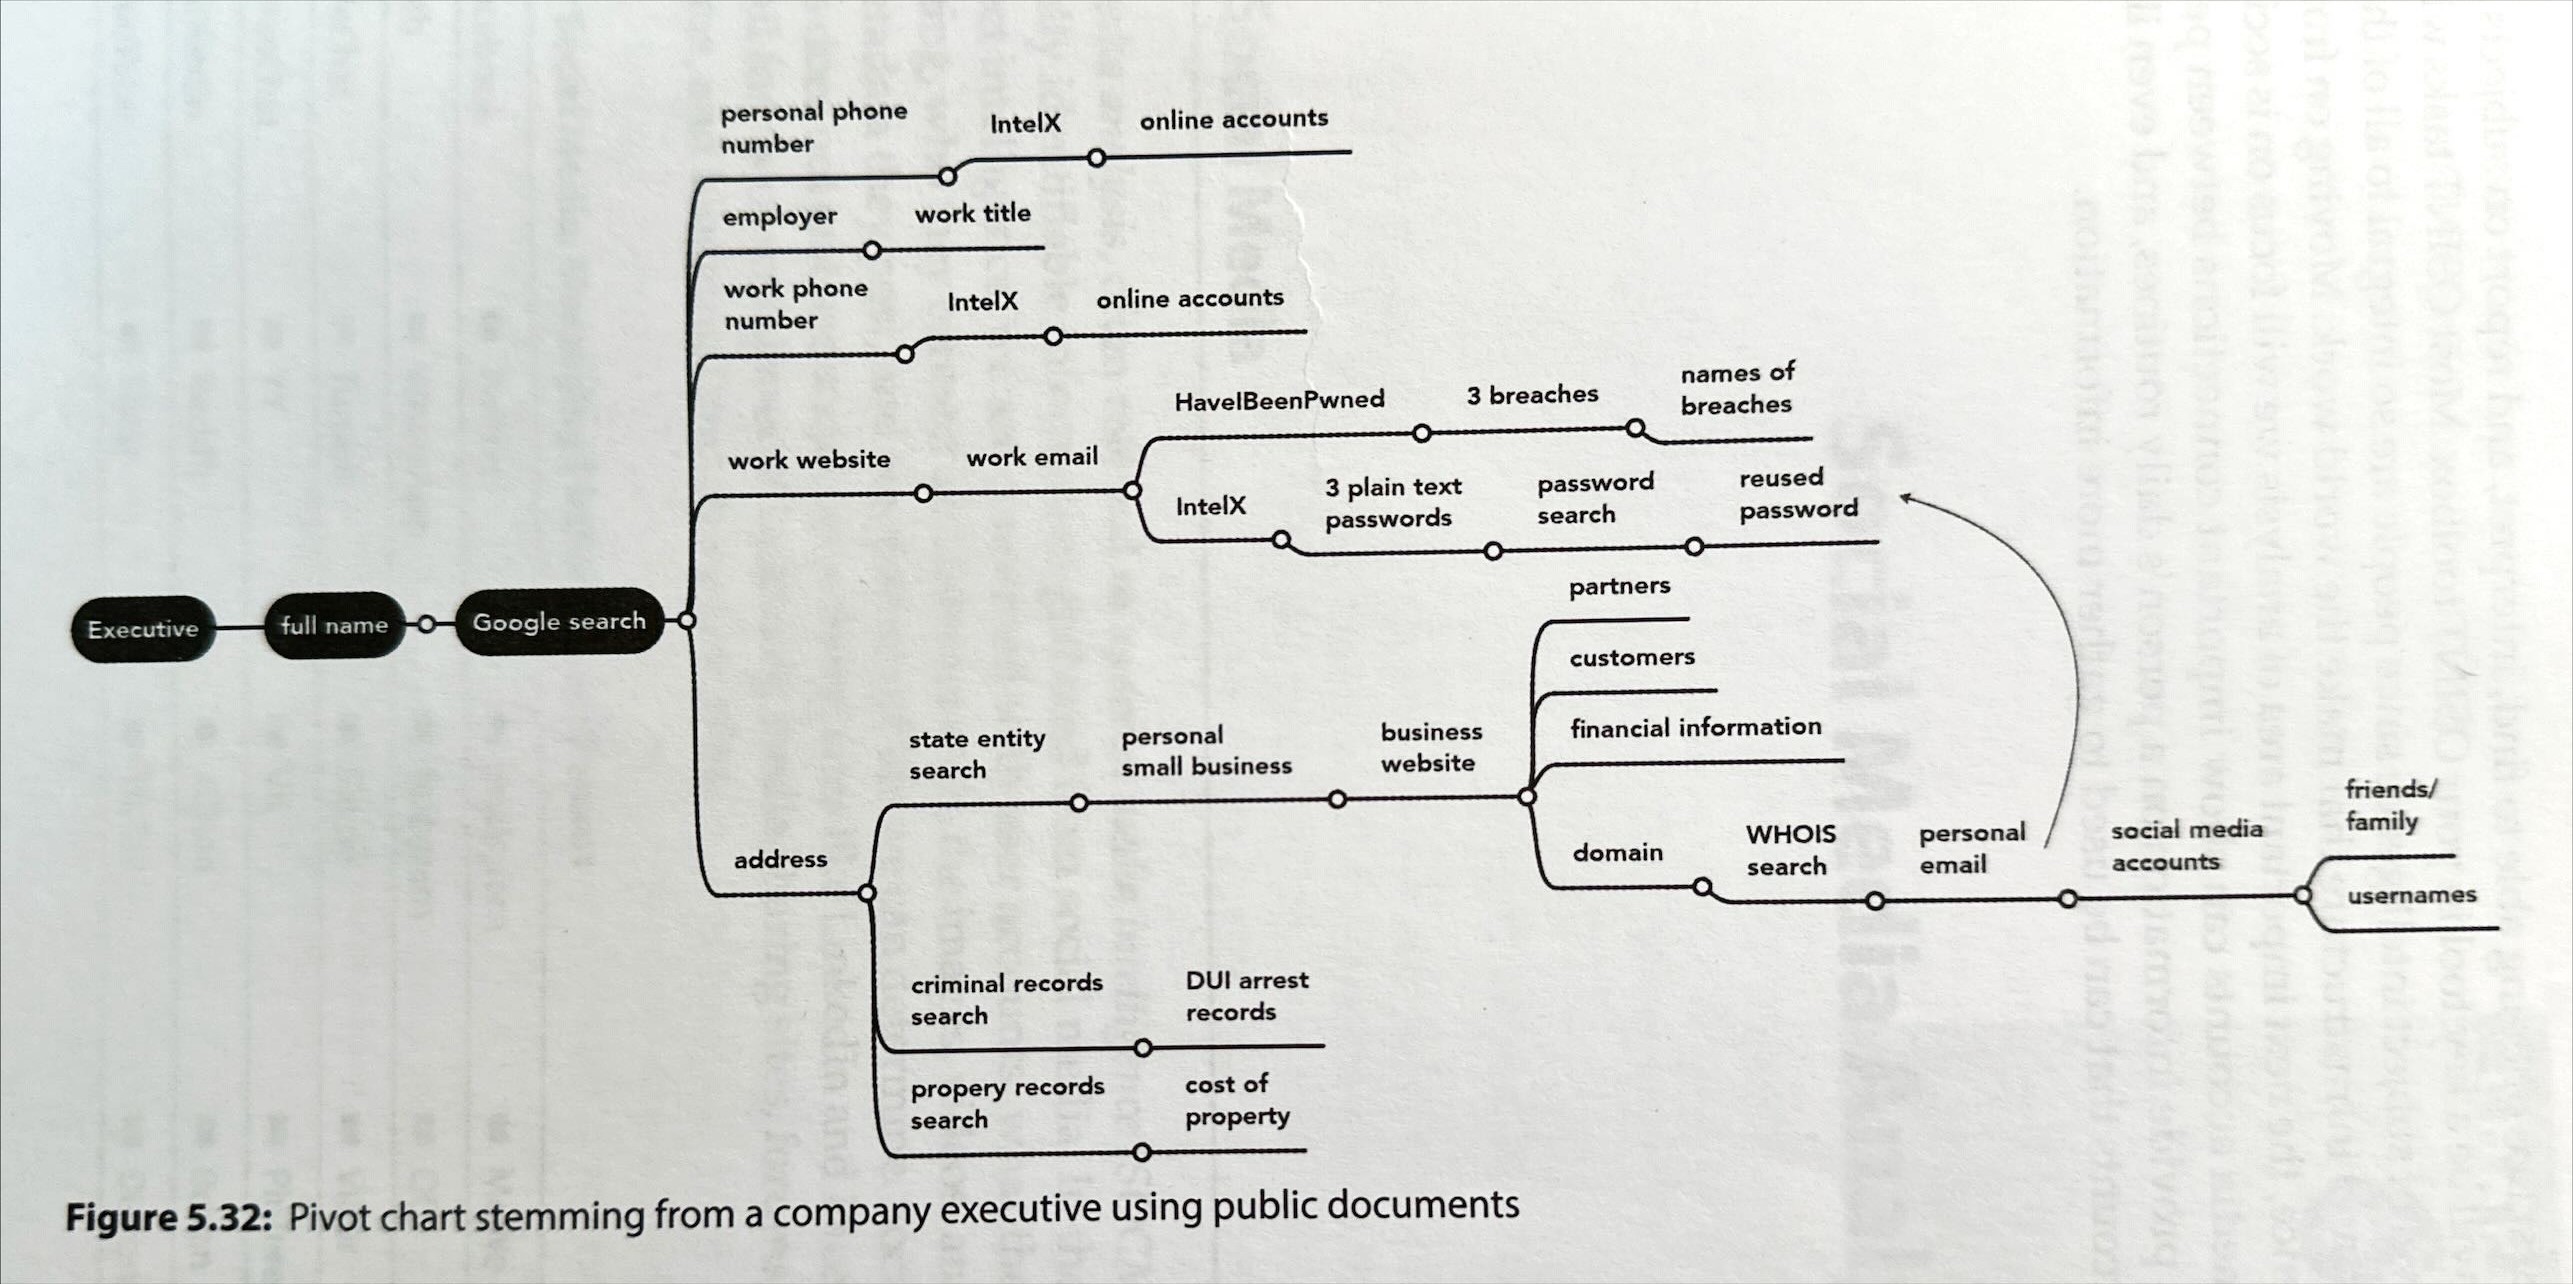 personal phone
number
IntelX
online accounts
employer
work title
work phone
number
IntelX
online accounts
work website
work email
HaveIBeenPwned
3 breaches
names of
breaches
IntelX
3 plain text
passwords
password
search
reused
password
Executive
full name
Google search
address
state entity
search
personal
small business
business
website
partners
customers
financial information
domain
WHOIS
search
personal
email
social media
accounts
friends/
family
usernames
criminal records
search
DUI arrest
records
propery records
search
cost of
property
Figure 5.32: Pivot chart stemming from a company executive using public documents